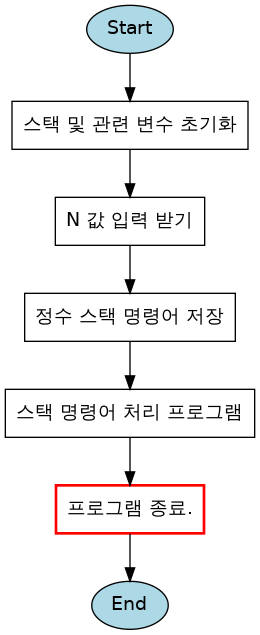 Start
스택 및 관련 변수 초기화
N 값 입력 받기
정수 스택 명령어 저장
스택 명령어 처리 프로그램
프로그램 종료.
End